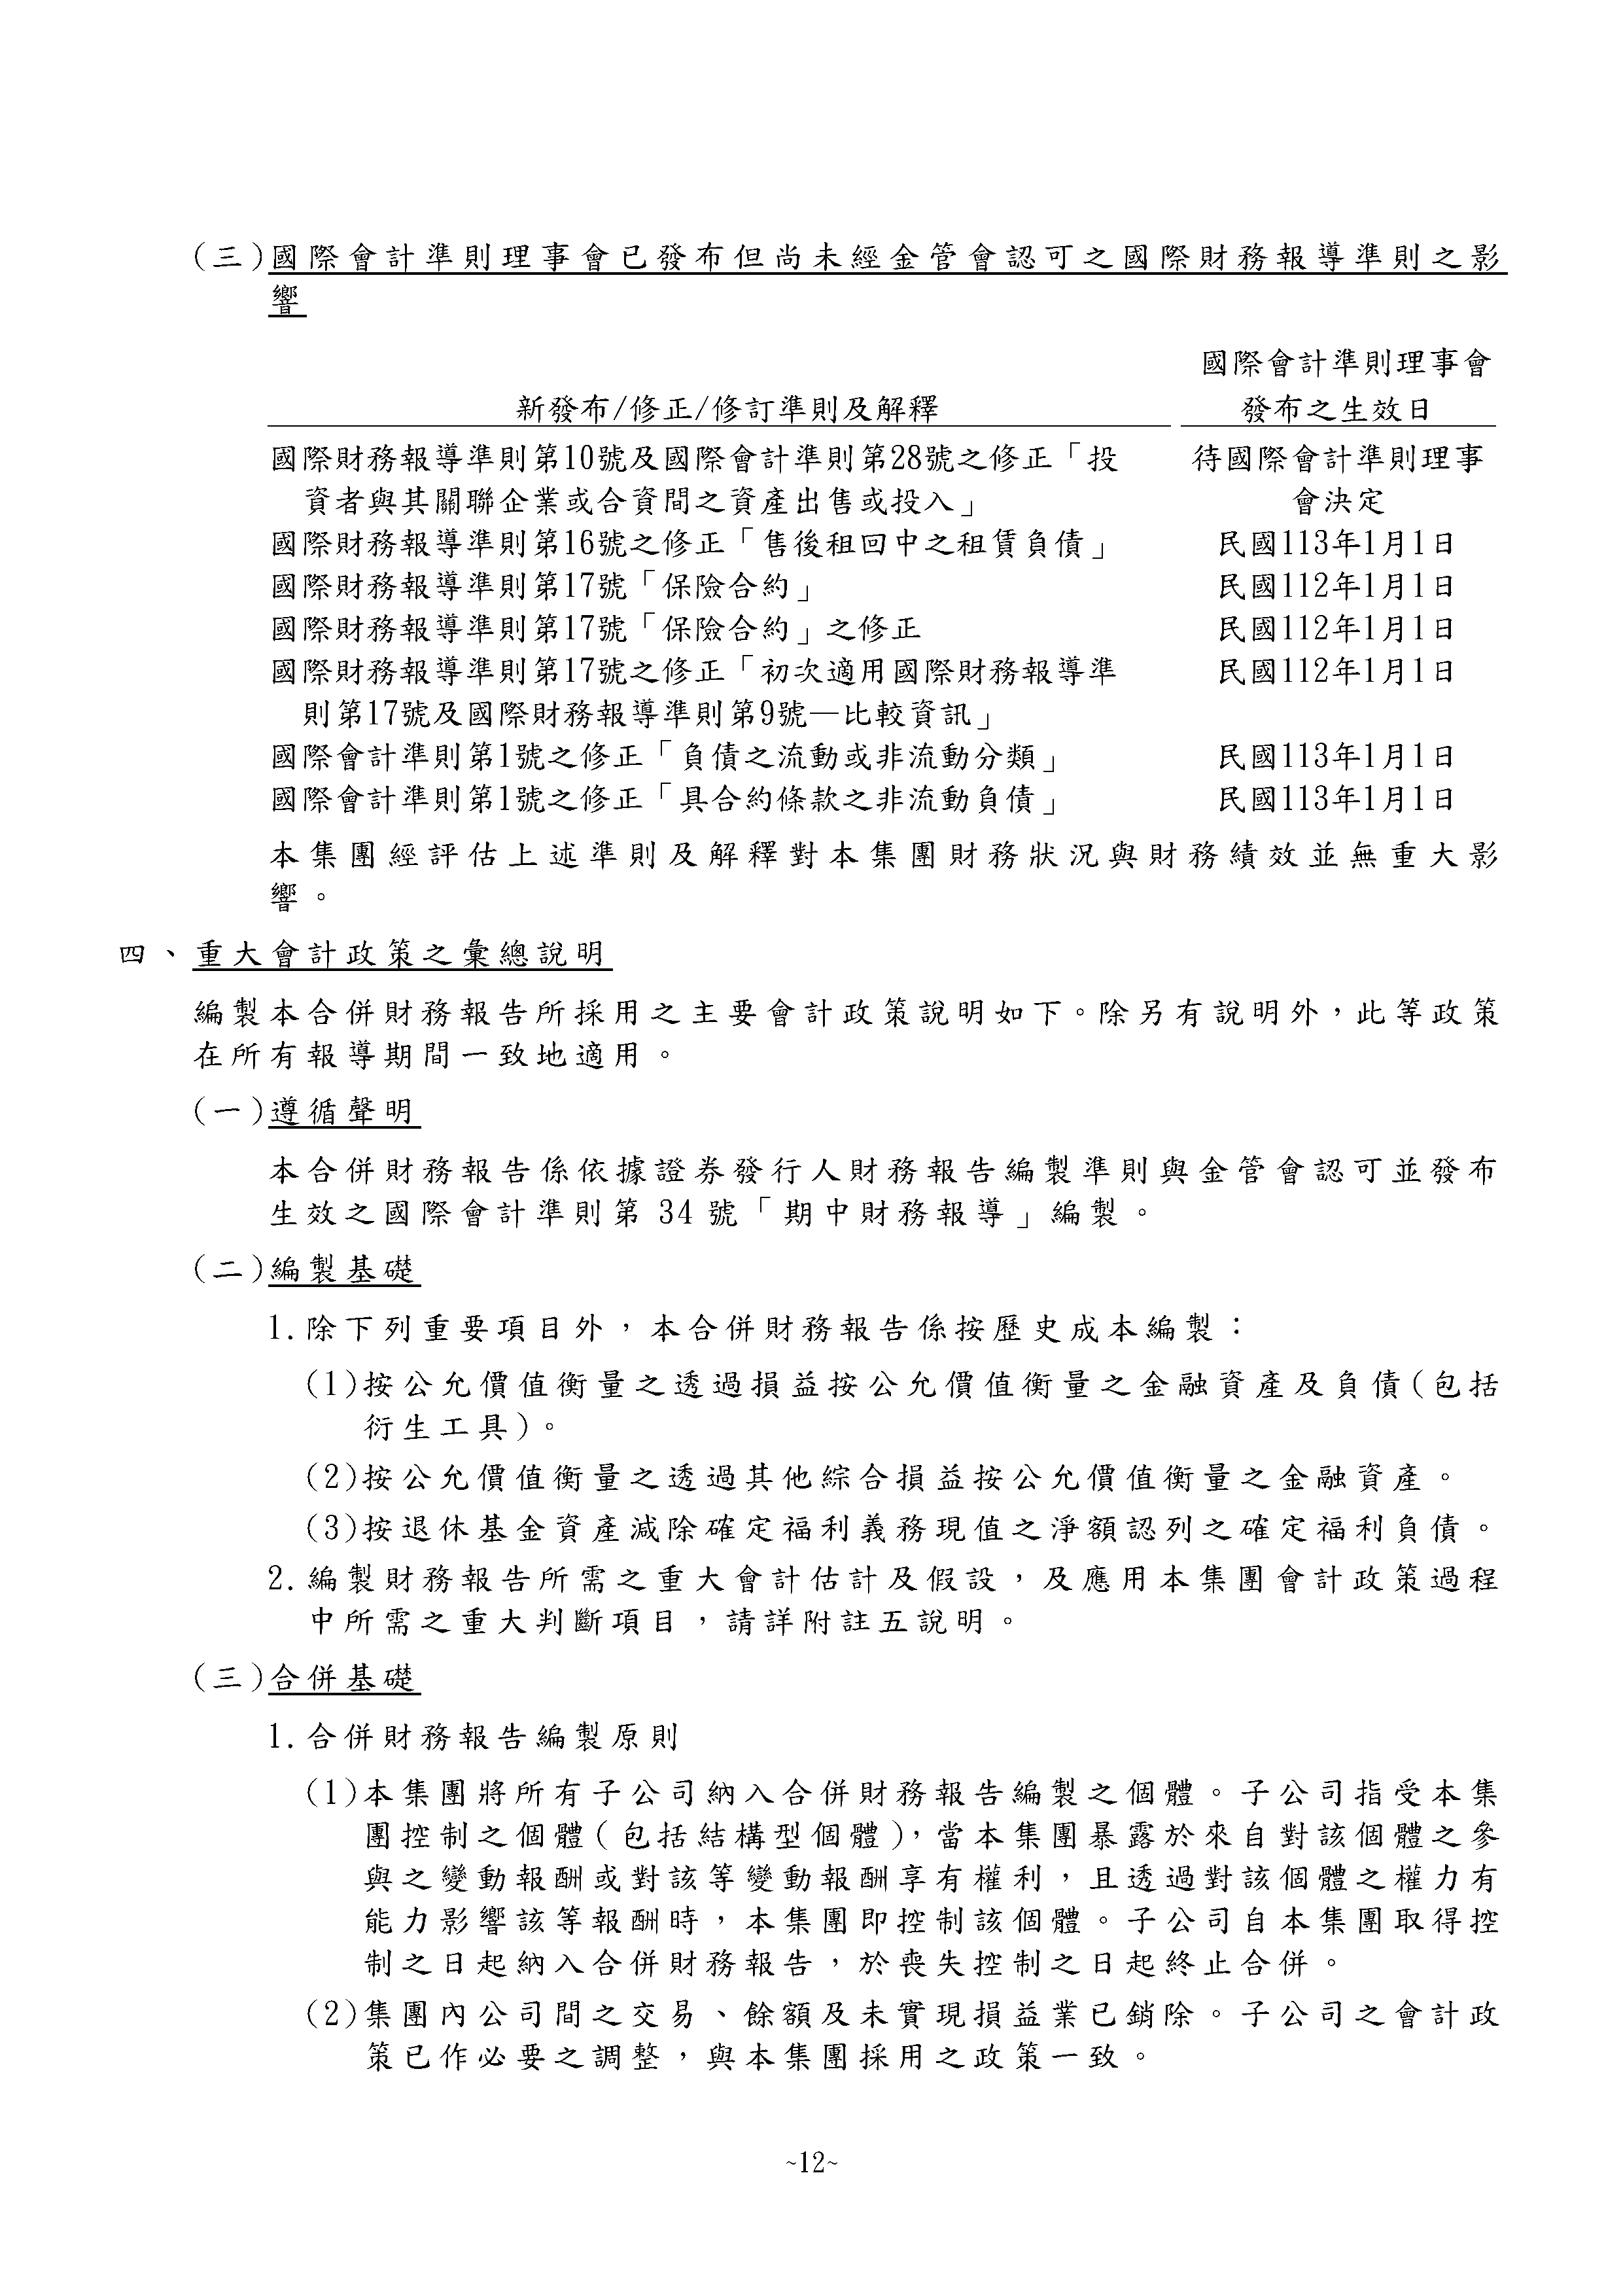 (三)國際會計準則理事會已發布但尚未經金管會認可之國際財務報導準則之影
響
國際會計準則理事會
新發布/修正/修訂準則及解釋 發布之生效日
國際財務報導準則第10號及國際會計準則第28號之修正「投 待國際會計準則理事
資者與其關聯企業或合資間之資產出售或投入」 會決定
國際財務報導準則第16號之修正「售後租回中之租賃負債」 民國113年1月1日
國際財務報導準則第17號「保險合約」 民國112年1月1日
國際財務報導準則第17號「保險合約」之修正 民國112年1月1日
國際財務報導準則第17號之修正「初次適用國際財務報導準 民國112年1月1日
則第17號及國際財務報導準則第9號—比較資訊」
國際會計準則第1號之修正「負債之流動或非流動分類」 民國113年1月1日
國際會計準則第1號之修正「具合約條款之非流動負債」 民國113年1月1日
本集團經評估上述準則及解釋對本集團財務狀況與財務績效並無重大影
響。
四、重大會計政策之彙總說明
編製本合併財務報告所採用之主要會計政策說明如下。除另有說明外，此等政策
在所有報導期間一致地適用。
(一)遵循聲明
本合併財務報告係依據證券發行人財務報告編製準則與金管會認可並發布
生效之國際會計準則第 34 號「期中財務報導」編製。
(二)編製基礎
1.除下列重要項目外，本合併財務報告係按歷史成本編製：
(1)按公允價值衡量之透過損益按公允價值衡量之金融資產及負債(包括
衍生工具)。
(2)按公允價值衡量之透過其他綜合損益按公允價值衡量之金融資產。
(3)按退休基金資產減除確定福利義務現值之淨額認列之確定福利負債。
2.編製財務報告所需之重大會計估計及假設，及應用本集團會計政策過程
中所需之重大判斷項目，請詳附註五說明。
(三)合併基礎
1.合併財務報告編製原則
(1)本集團將所有子公司納入合併財務報告編製之個體。子公司指受本集
團控制之個體(包括結構型個體)，當本集團暴露於來自對該個體之參
與之變動報酬或對該等變動報酬享有權利，且透過對該個體之權力有
能力影響該等報酬時，本集團即控制該個體。子公司自本集團取得控
制之日起納入合併財務報告，於喪失控制之日起終止合併。
(2)集團內公司間之交易、餘額及未實現損益業已銷除。子公司之會計政
策已作必要之調整，與本集團採用之政策一致。
~12~